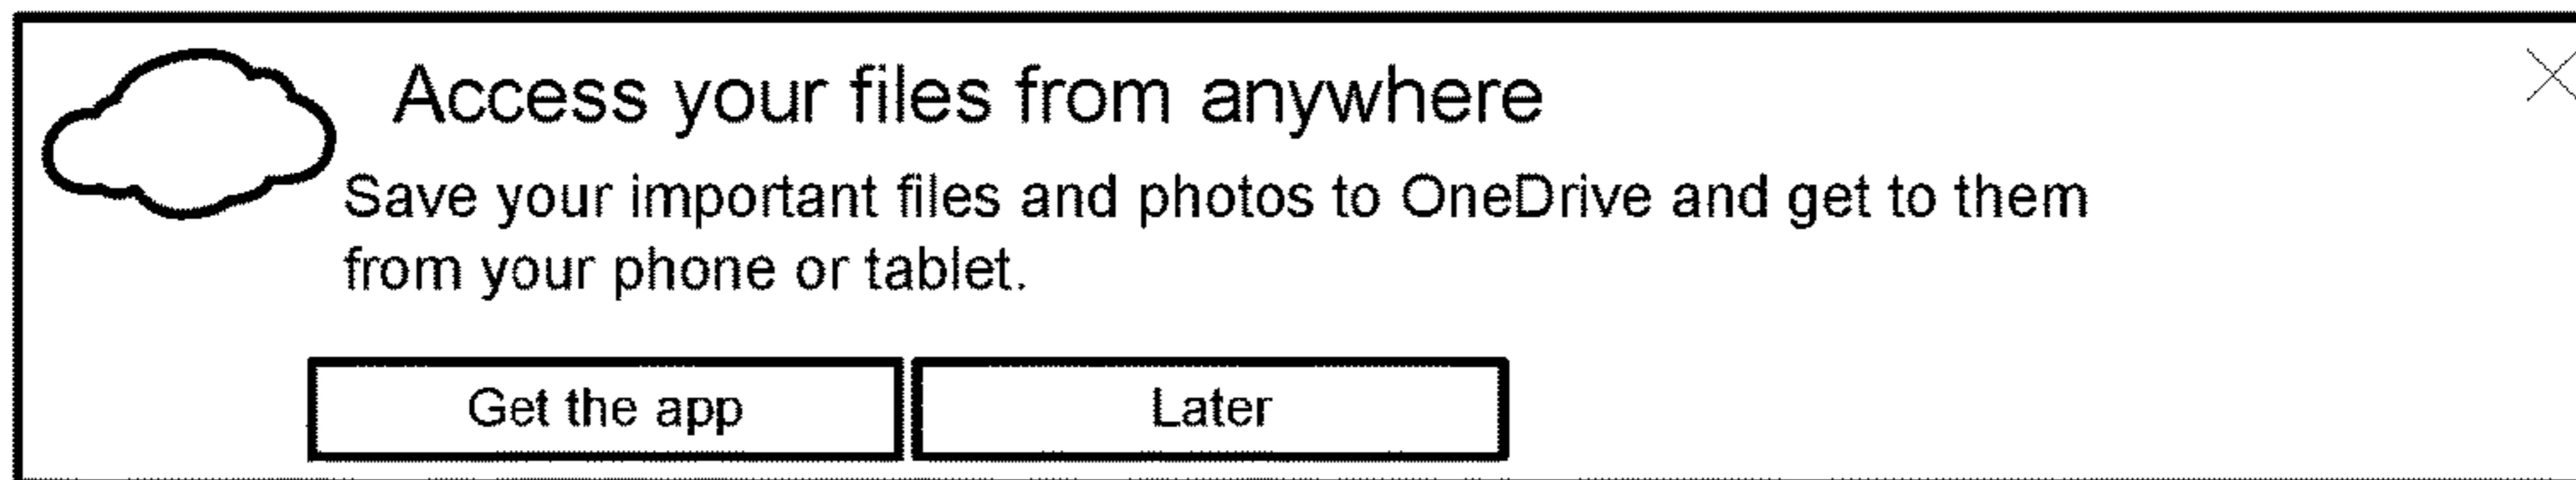 Access your files from anywhere
Save your important files and photos to OneDrive and get to them
from your phone or tablet.
Get the app
Later